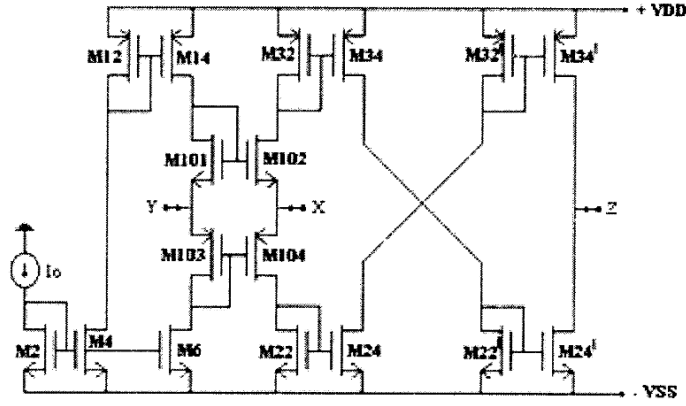 + VDD
M12 M14 M32 M34 M32' M34'
M101 M102
Y X Z
M103 M104
Io
M2 M4 M6 M22 M24 M22' M24'
- VSS